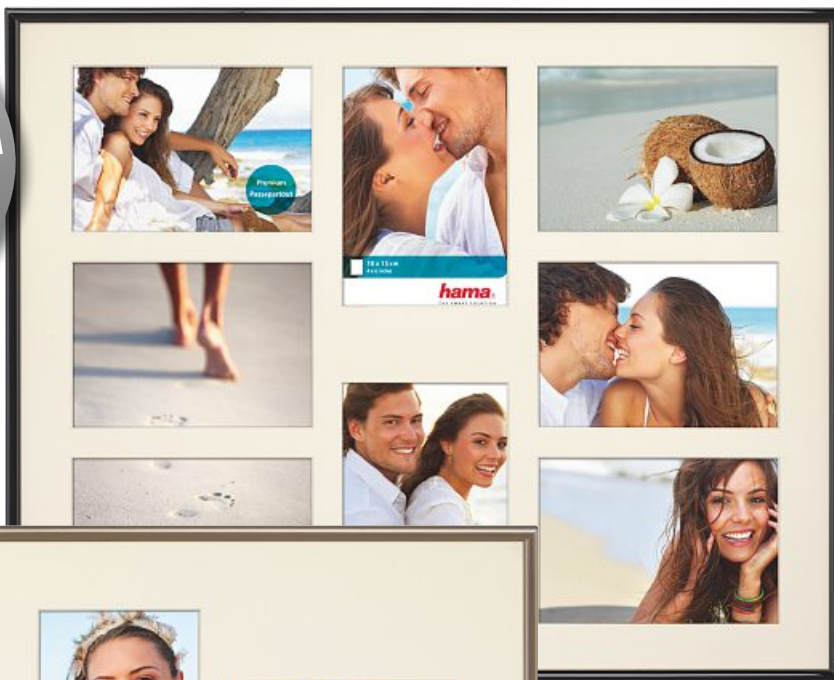 Premium
Passepartout
10 x 15 cm
hama
THE SMART SOLUTION